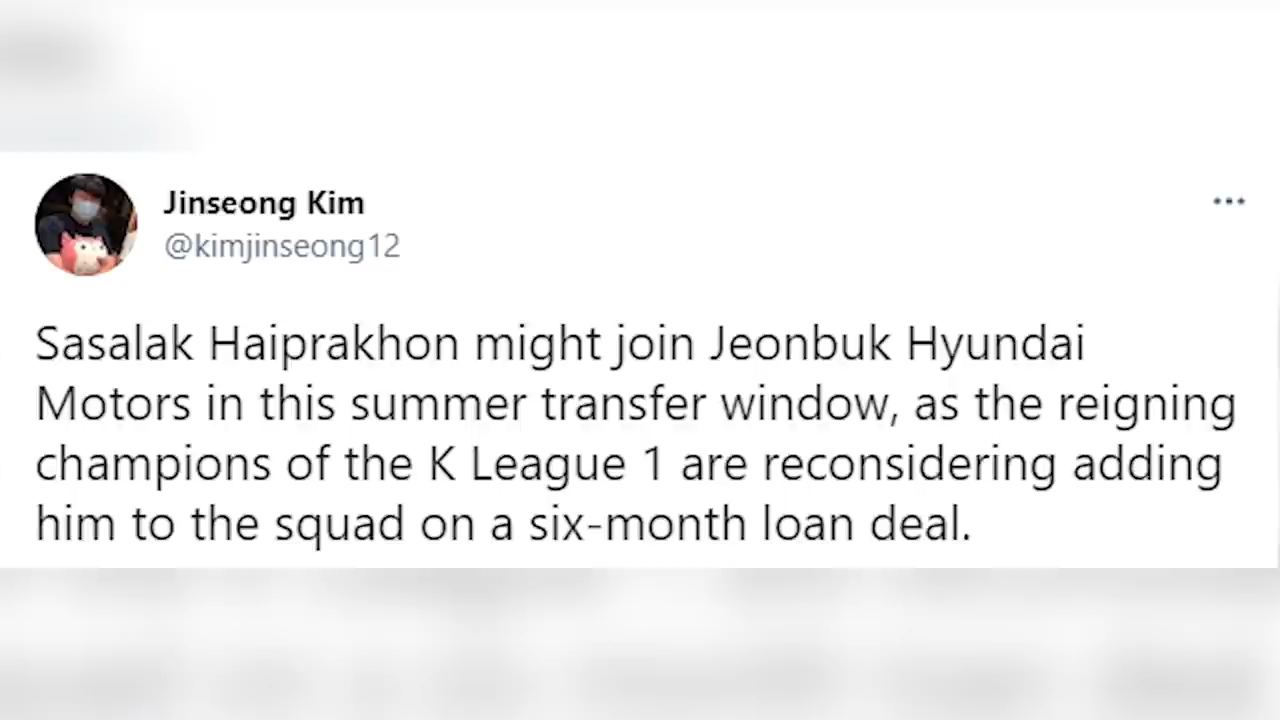 Jinseong Kim
@kimjinseong12
Sasalak Haiprakhon might join Jeonbuk Hyundai
Motors in this summer transfer window, as the reigning
champions of the K League 1 are reconsidering adding
him to the squad on a six-month loan deal.